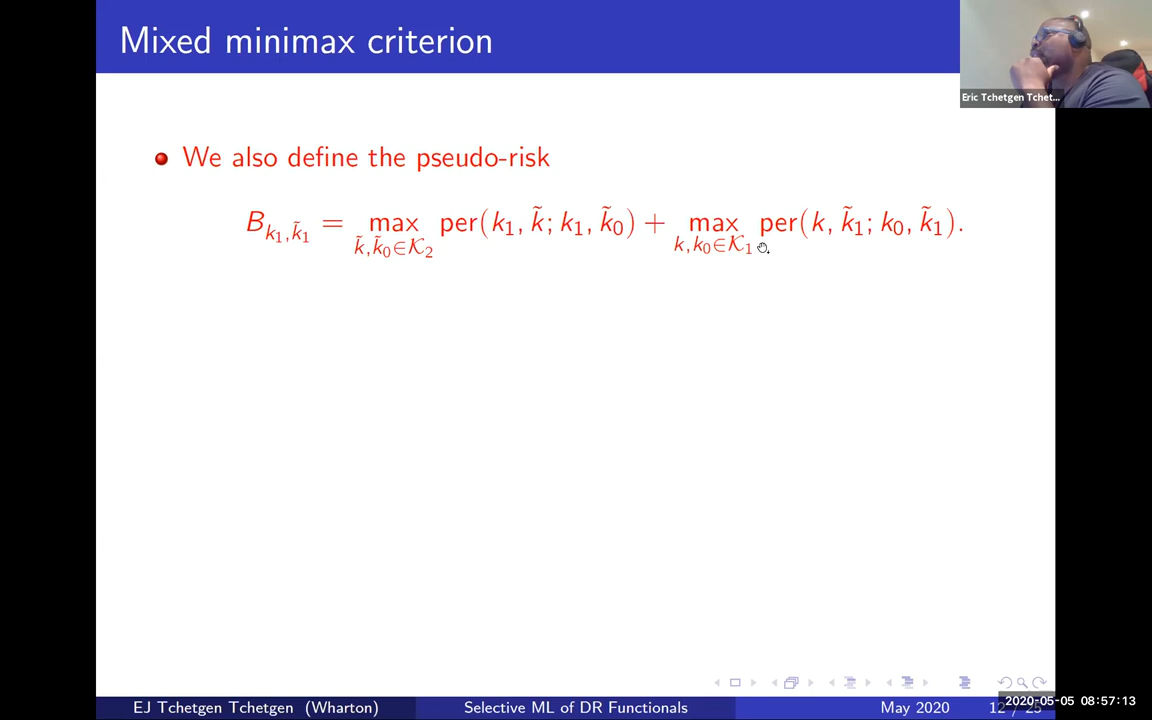 Mixed minimax criterion
Eric Tchetgen Tchet...
We also define the pseudo-risk
B_{k_1,\tilde{k}_1} = \max_{\tilde{k},\tilde{k}_0∈\mathcal{K}_2} per(k_1, \tilde{k}; k_1, \tilde{k}_0) + \max_{k,k_0∈\mathcal{K}_1} per(k, \tilde{k}_1; k_0, \tilde{k}_1).
EJ Tchetgen Tchetgen (Wharton) Selective ML of DR Functionals May 2020 12 / 25
2020-05-05 08:57:13